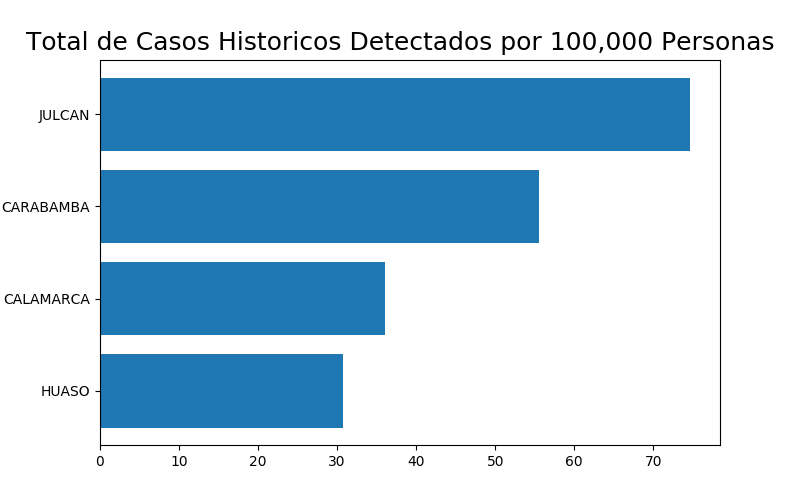 Total de Casos Historicos Detectados por 100,000 Personas
JULCAN
CARABAMBA
CALAMARCA
HUASO
0 10 20 30 40 50 60 70